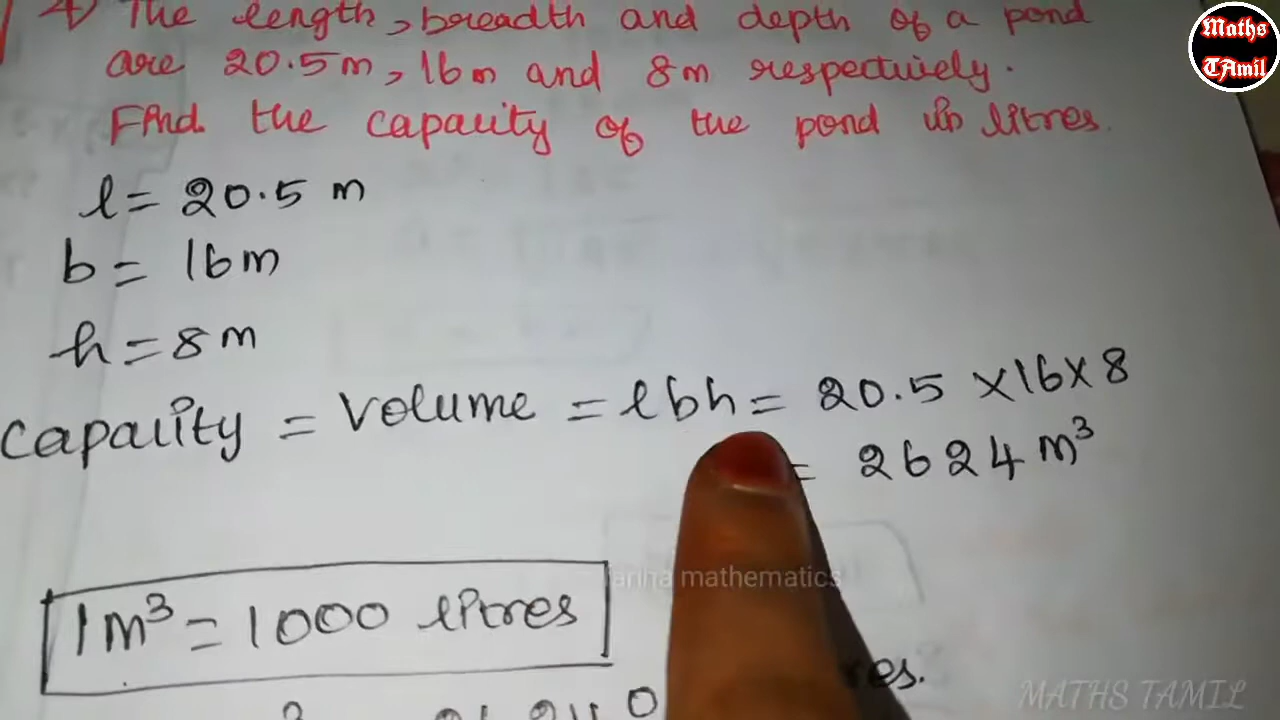 4) The length, breadth and depth of a pond
are 20.5m, 16m and 8m respectively.
Find the capacity of the pond in litres.
l = 20.5 m
b = 16m
h = 8m
capacity = Volume = lbh = 20.5 × 16 × 8
= 2624 m³
1m³ = 1000 litres
Maths
TAmil
mathematics
MATHS TAMIL